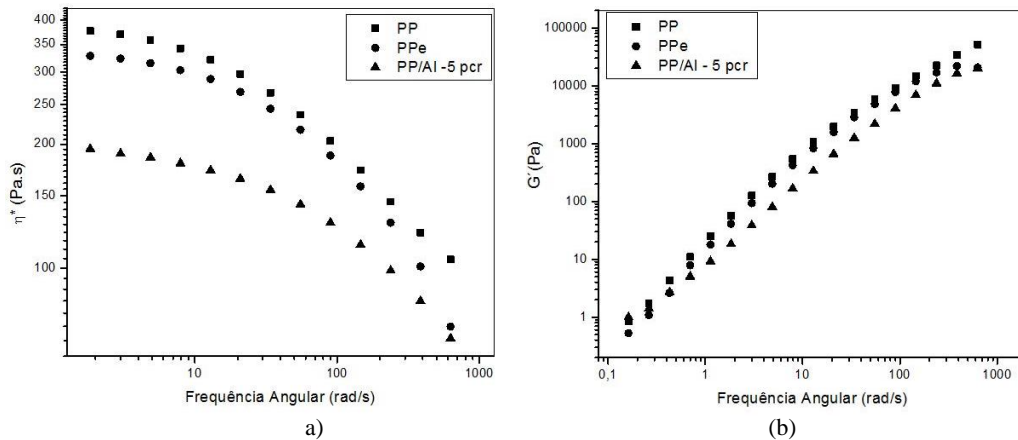 400
350
300
250
200
150
100
η* (Pa.s)
PP
PPe
PP/Al -5 pcr
1
10
100
1000
Frequência Angular (rad/s)
a)
100000
10000
1000
100
10
1
G´(Pa)
PP
PPe
PP/Al - 5 pcr
0,1
1
10
100
1000
Frequência Angular (rad/s)
(b)